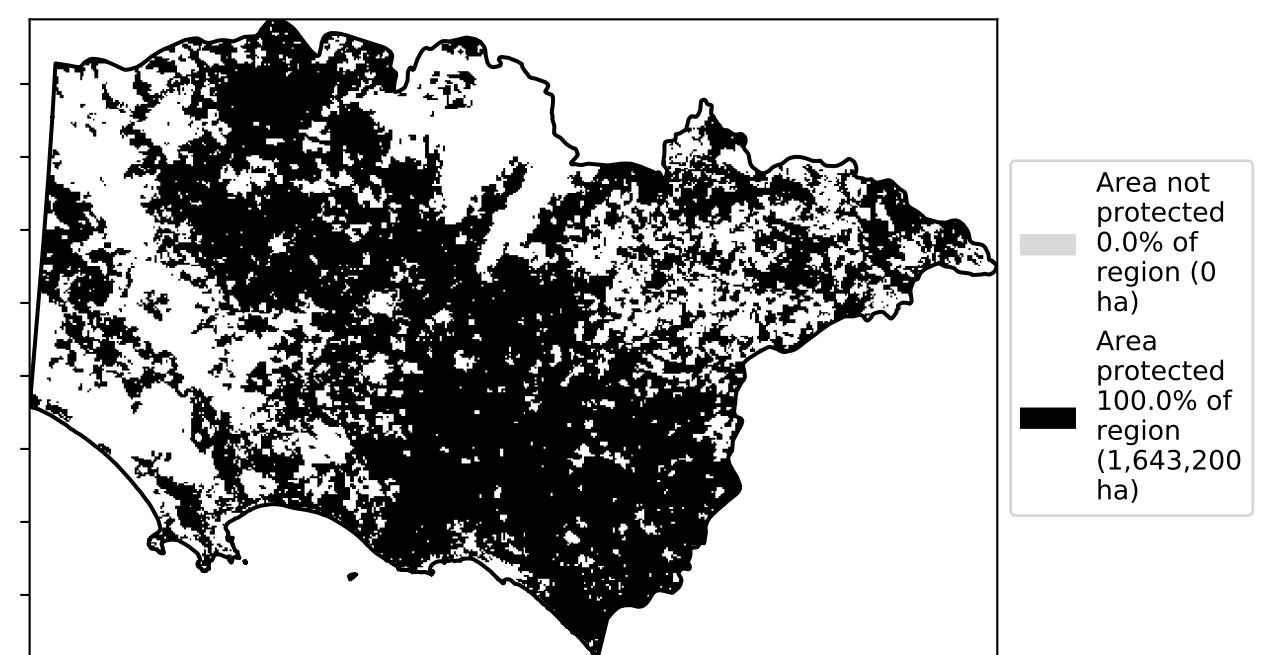 Area not
protected
0.0% of
region (0
ha)
Area
protected
100.0% of
region
(1,643,200
ha)